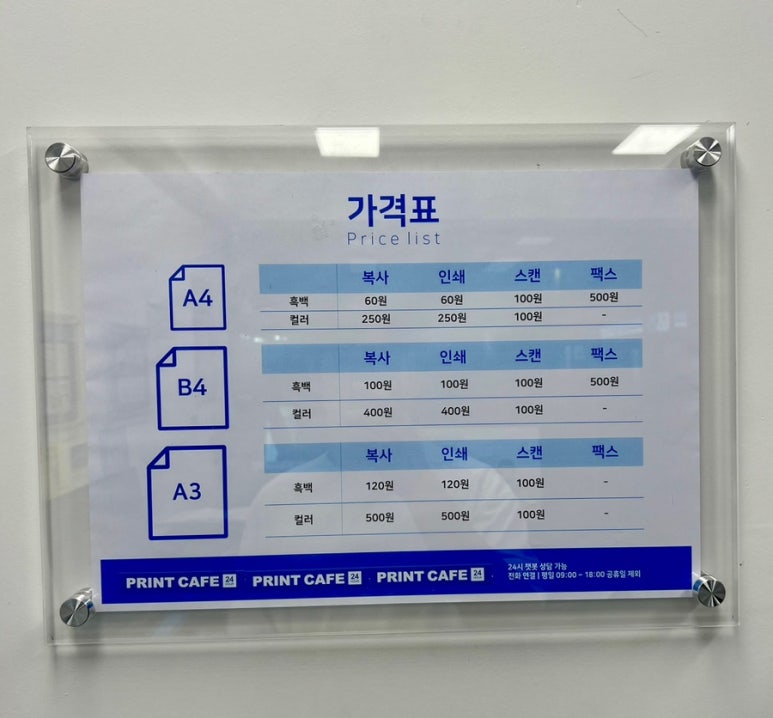 가격표
Price list
A4
복사 인쇄 스캔 팩스
흑백 60원 60원 100원 500원
컬러 250원 250원 100원 -
B4
복사 인쇄 스캔 팩스
흑백 100원 100원 100원 500원
컬러 400원 400원 100원 -
A3
복사 인쇄 스캔 팩스
흑백 120원 120원 100원 -
컬러 500원 500원 100원 -
PRINT CAFE 24 PRINT CAFE 24 PRINT CAFE 24
24시 챗봇 상담 가능
전화 연결 | 평일 09:00 – 18:00 공휴일 제외